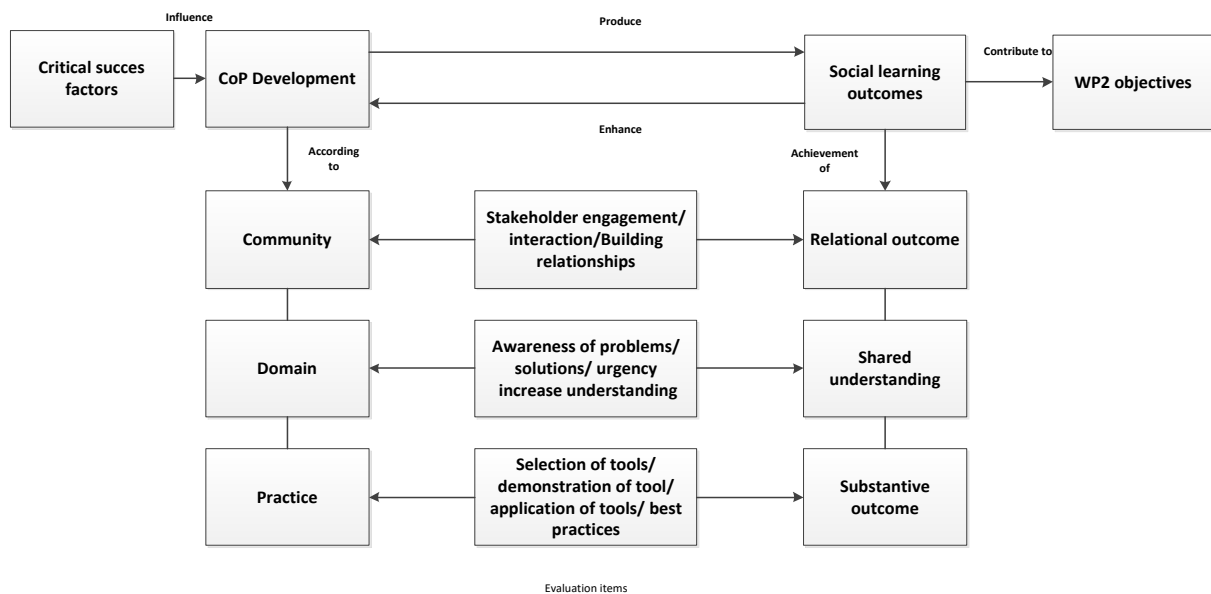 Influence
Produce
Critical succes
factors
CoP Development
Social learning
outcomes
Contribute to
WP2 objectives
Enhance
According
to
Achievement
of
Community
Stakeholder engagement/
interaction/Building
relationships
Relational outcome
Domain
Awareness of problems/
solutions/ urgency
increase understanding
Shared
understanding
Practice
Selection of tools/
demonstration of tool/
application of tools/ best
practices
Substantive
outcome
Evaluation items